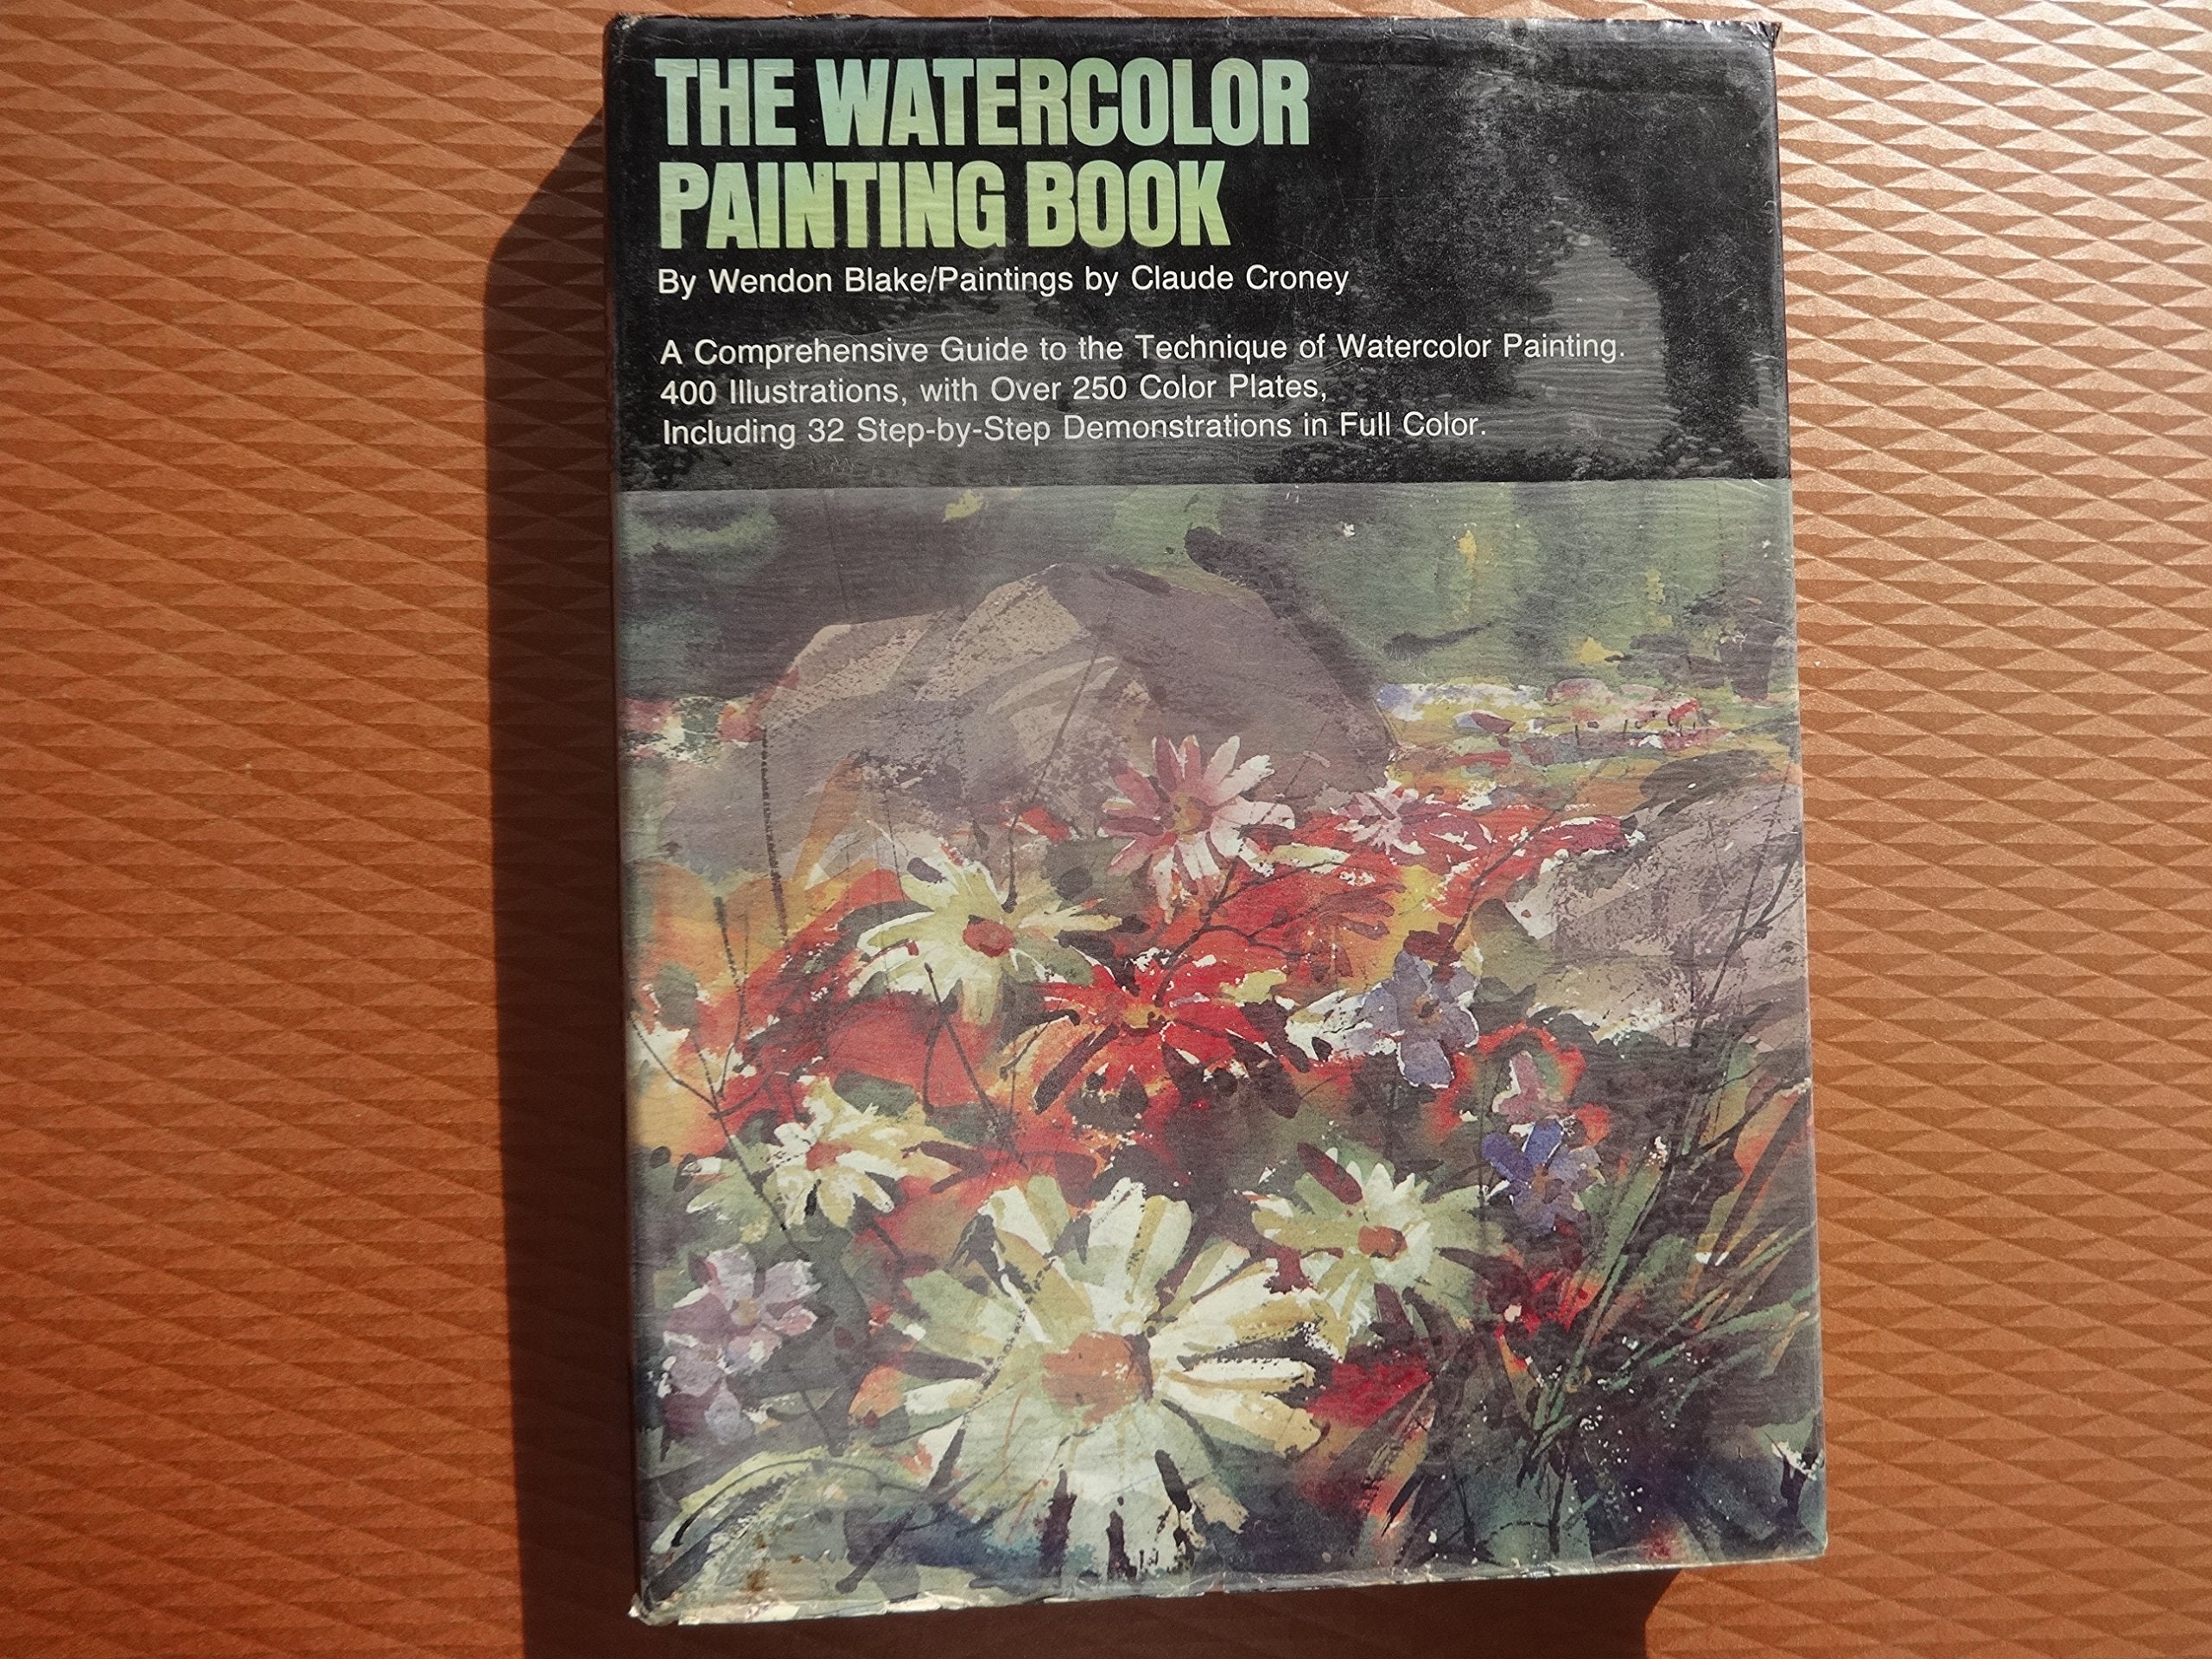 THE WATERCOLOR
PAINTING BOOK
By Wendon Blake/Paintings by Claude Croney
A Comprehensive Guide to the Technique of Watercolor Painting.
400 Illustrations, with Over 250 Color Plates,
Including 32 Step-by-Step Demonstrations in Full Color.